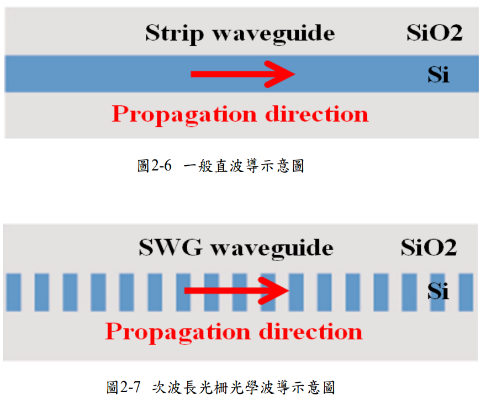 Strip waveguide SiO2
Si
Propagation direction
圖2-6 一般直波導示意圖
SWG waveguide SiO2
Si
Propagation direction
圖2-7 次波長光柵光學波導示意圖